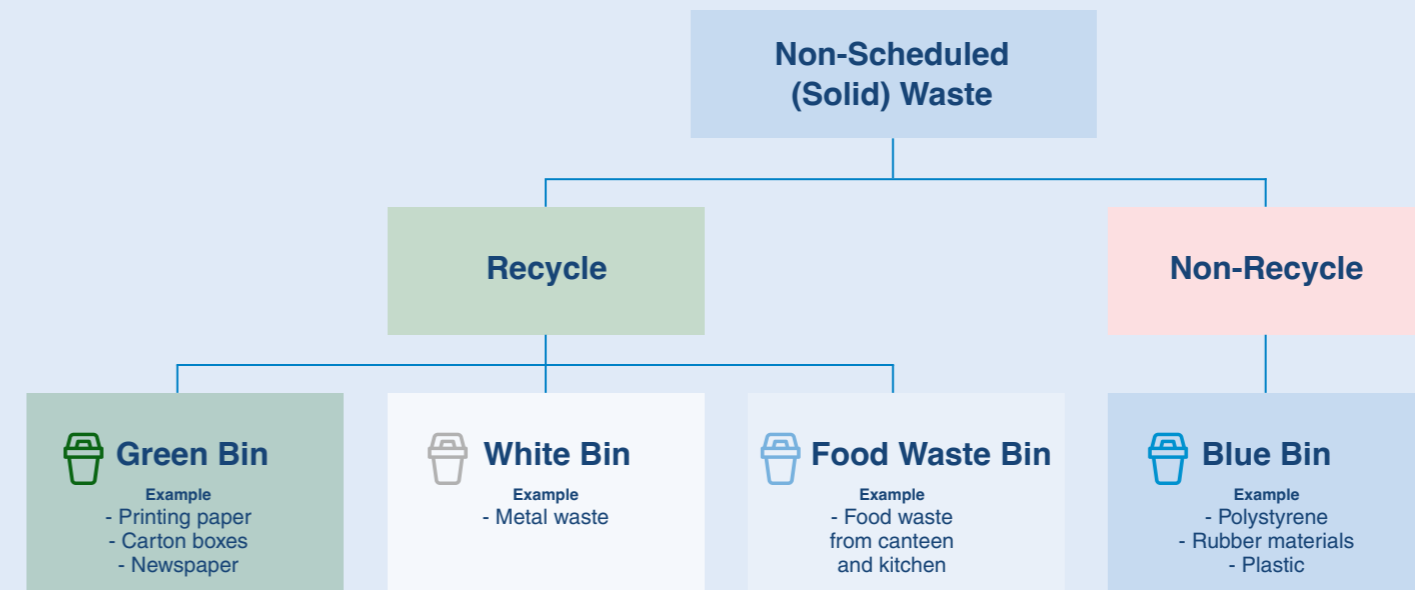 Non-Scheduled
(Solid) Waste
Recycle
Non-Recycle
Green Bin
Example
- Printing paper
- Carton boxes
- Newspaper
White Bin
Example
- Metal waste
Food Waste Bin
Example
- Food waste
from canteen
and kitchen
Blue Bin
Example
- Polystyrene
- Rubber materials
- Plastic